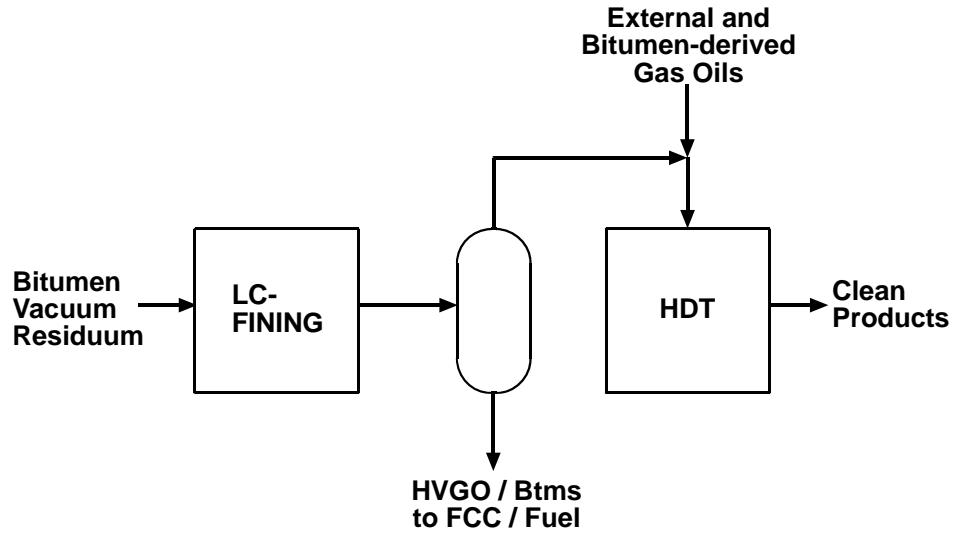 External and
Bitumen-derived
Gas Oils
Bitumen
Vacuum
Residuum
LC-
FINING
HDT
Clean
Products
HVGO / Btms
to FCC / Fuel